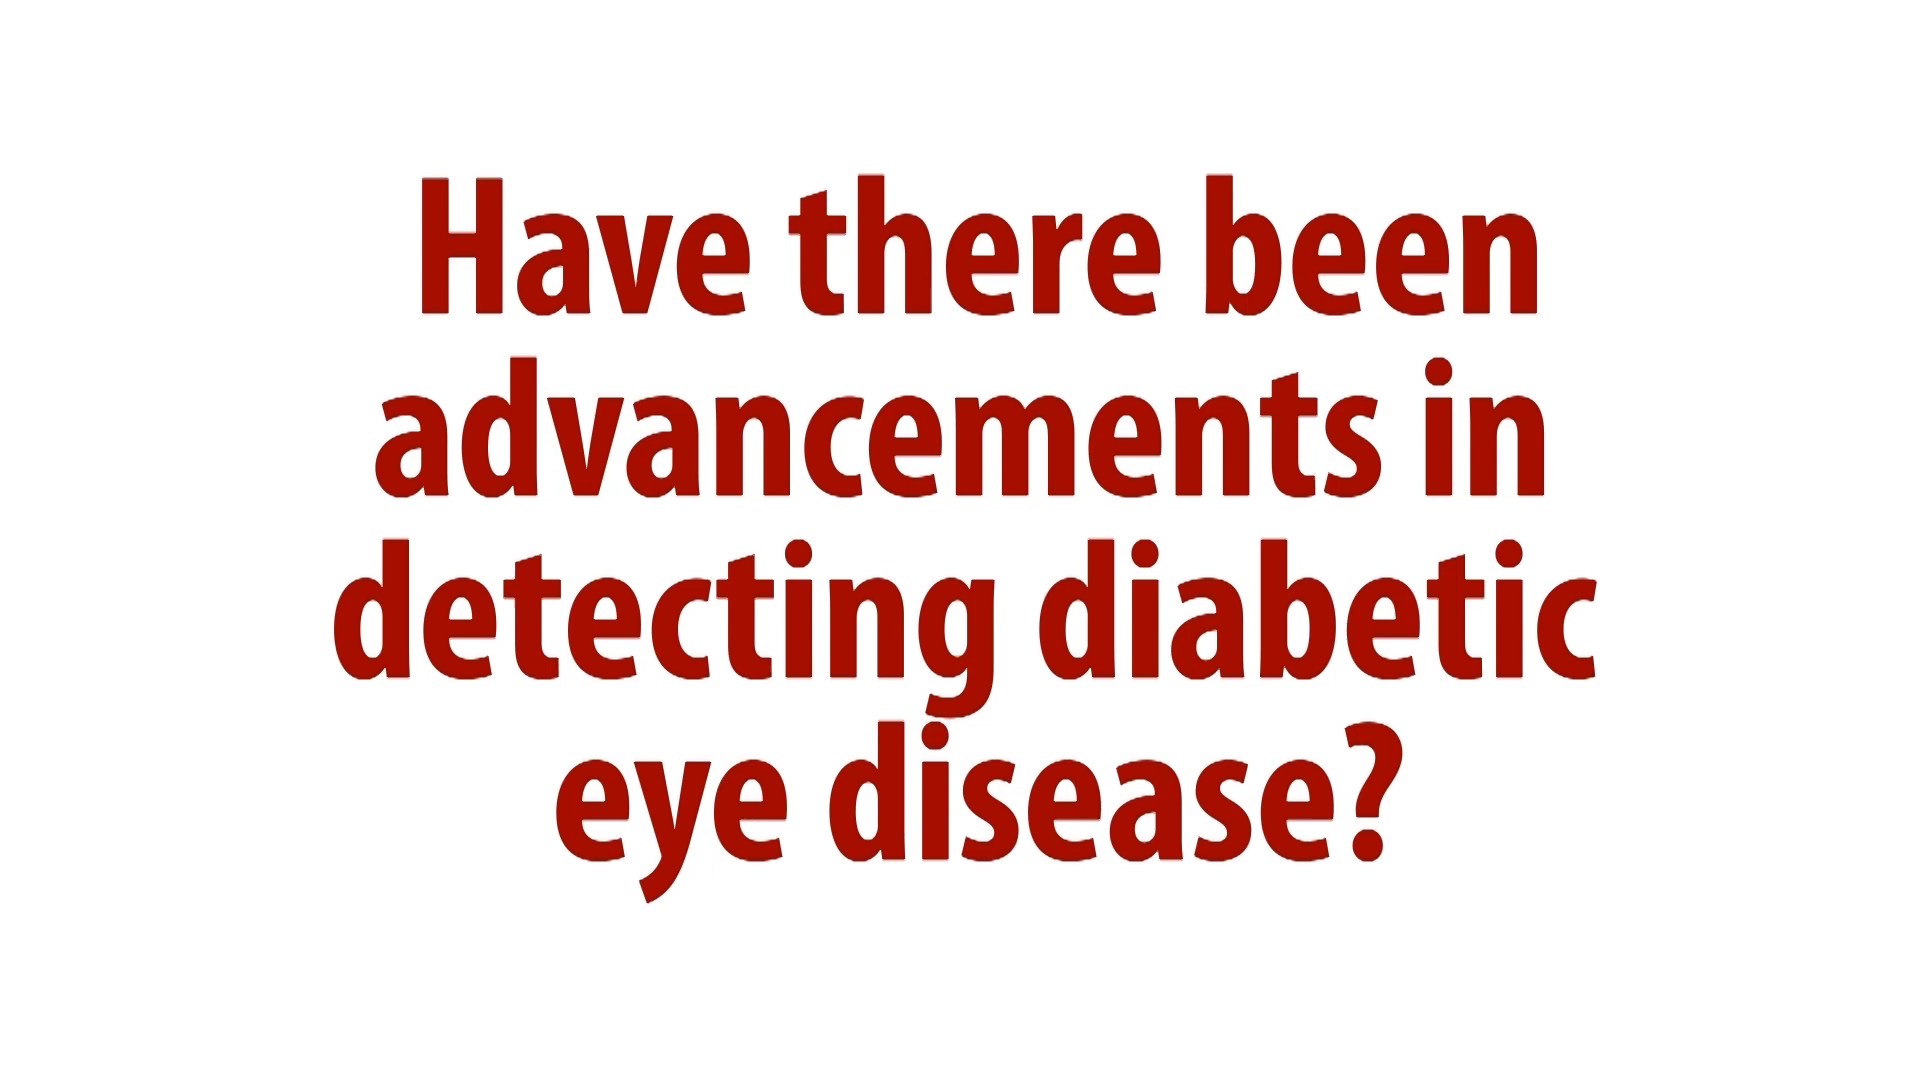 Have there been
advancements in
detecting diabetic
eye disease?